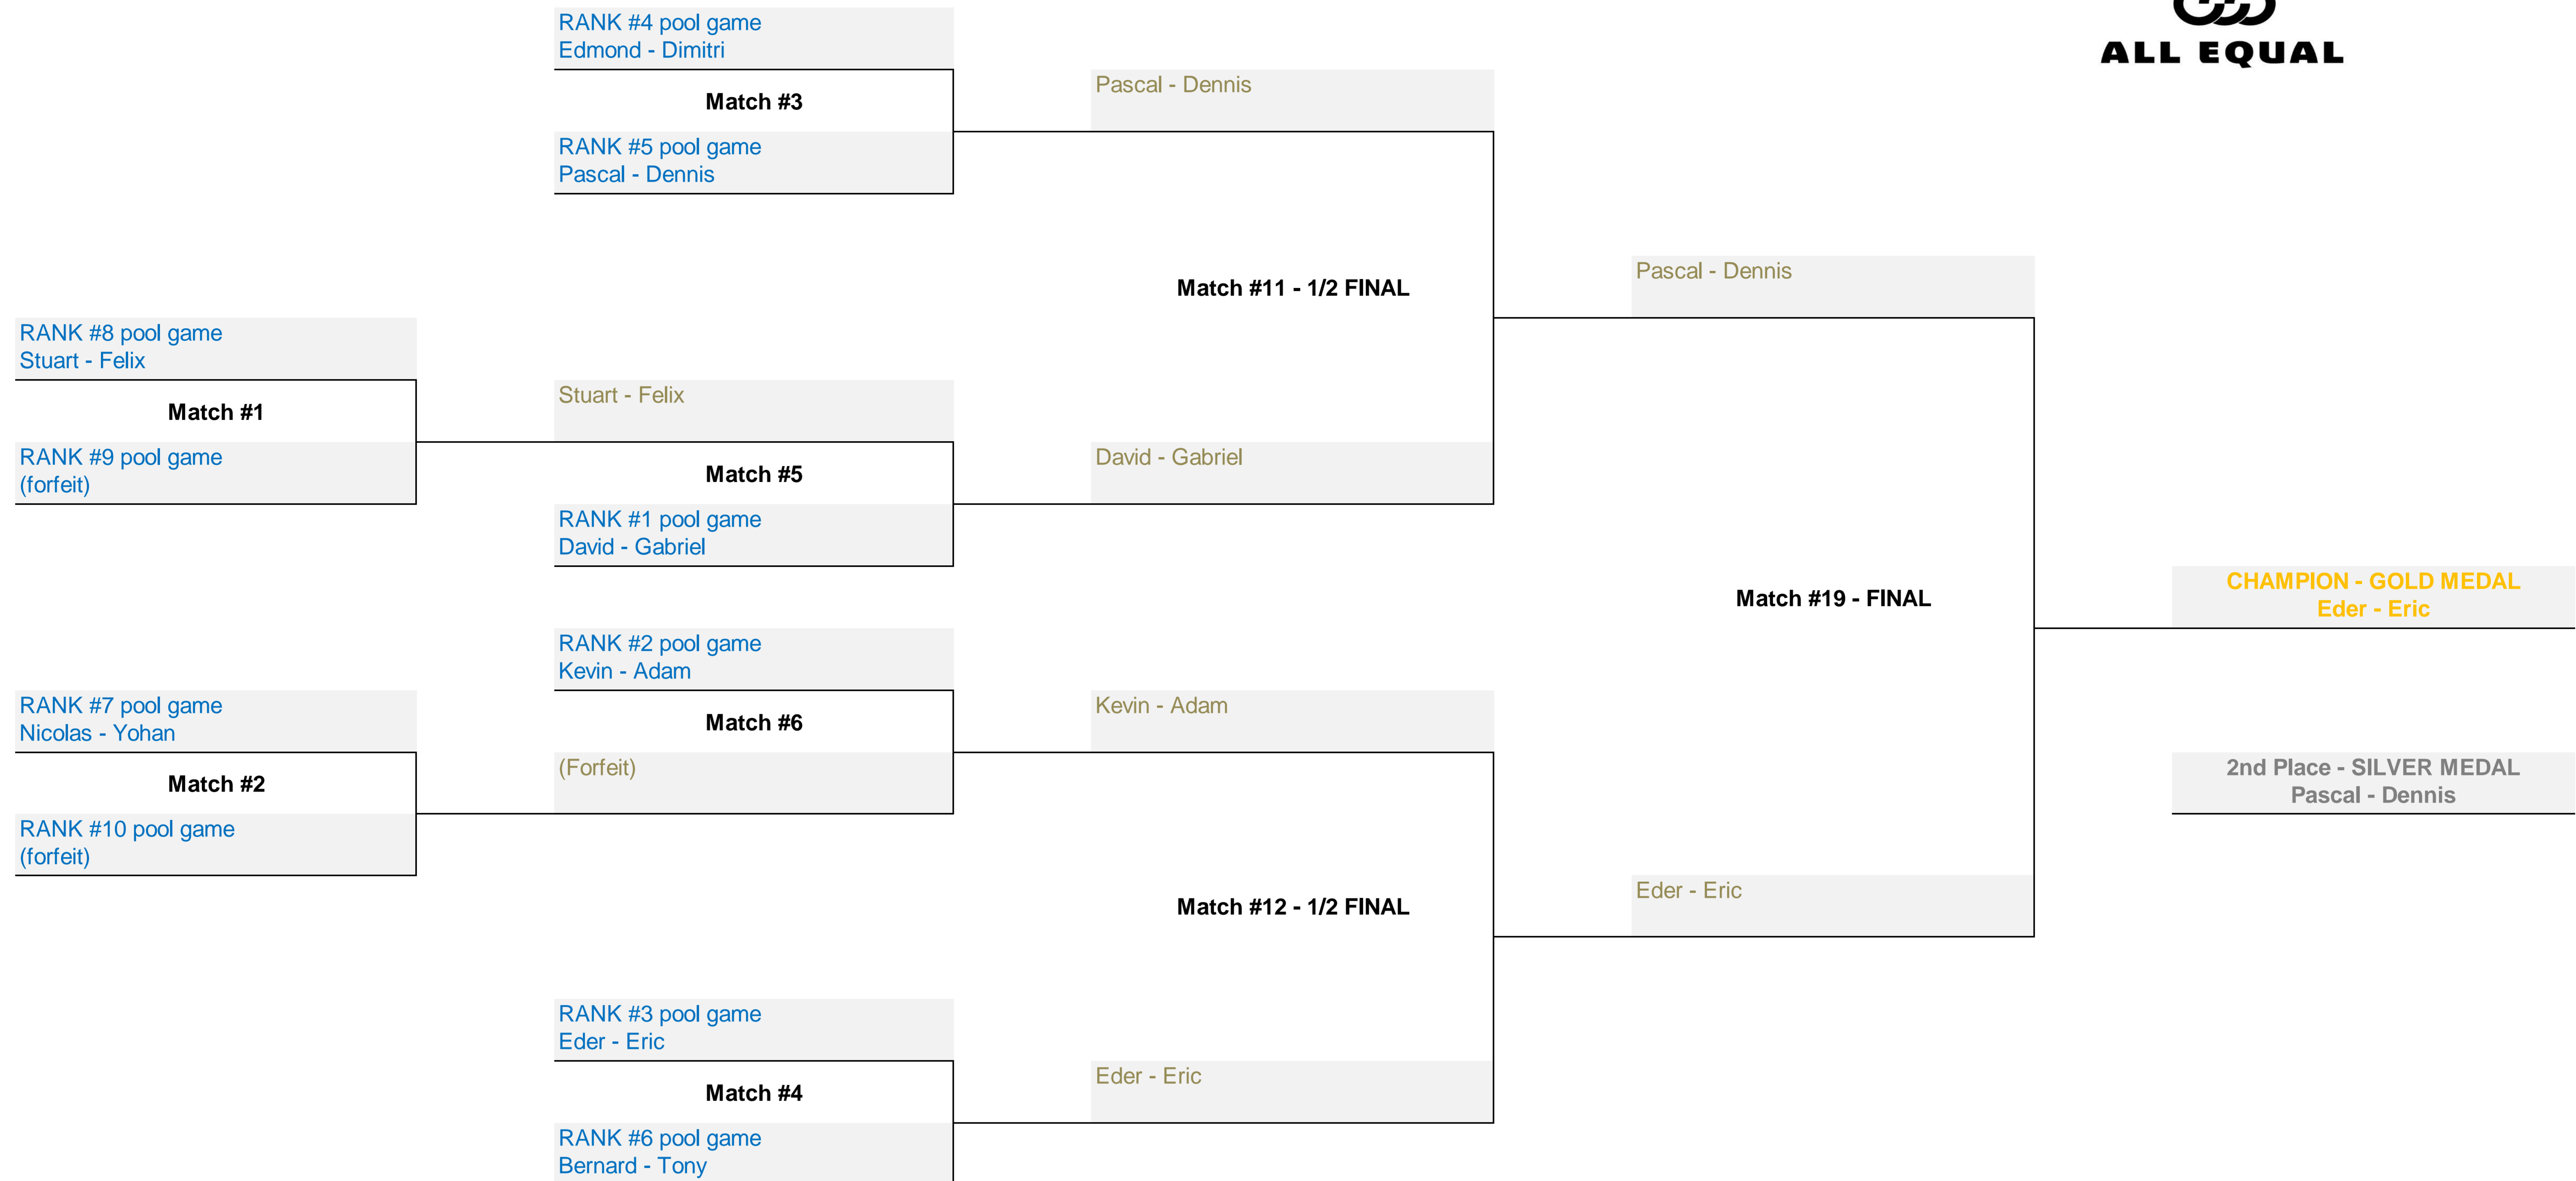 ALL EQUAL
RANK #4 pool game
Edmond - Dimitri
Match #3
RANK #5 pool game
Pascal - Dennis
Pascal - Dennis
Match #11 - 1/2 FINAL
Pascal - Dennis
RANK #8 pool game
Stuart - Felix
Match #1
RANK #9 pool game
(forfeit)
Stuart - Felix
Match #5
RANK #1 pool game
David - Gabriel
David - Gabriel
Match #19 - FINAL
CHAMPION - GOLD MEDAL
Eder - Eric
RANK #2 pool game
Kevin - Adam
Match #6
(Forfeit)
RANK #7 pool game
Nicolas - Yohan
Match #2
RANK #10 pool game
(forfeit)
Kevin - Adam
2nd Place - SILVER MEDAL
Pascal - Dennis
Match #12 - 1/2 FINAL
Eder - Eric
RANK #3 pool game
Eder - Eric
Match #4
RANK #6 pool game
Bernard - Tony
Eder - Eric